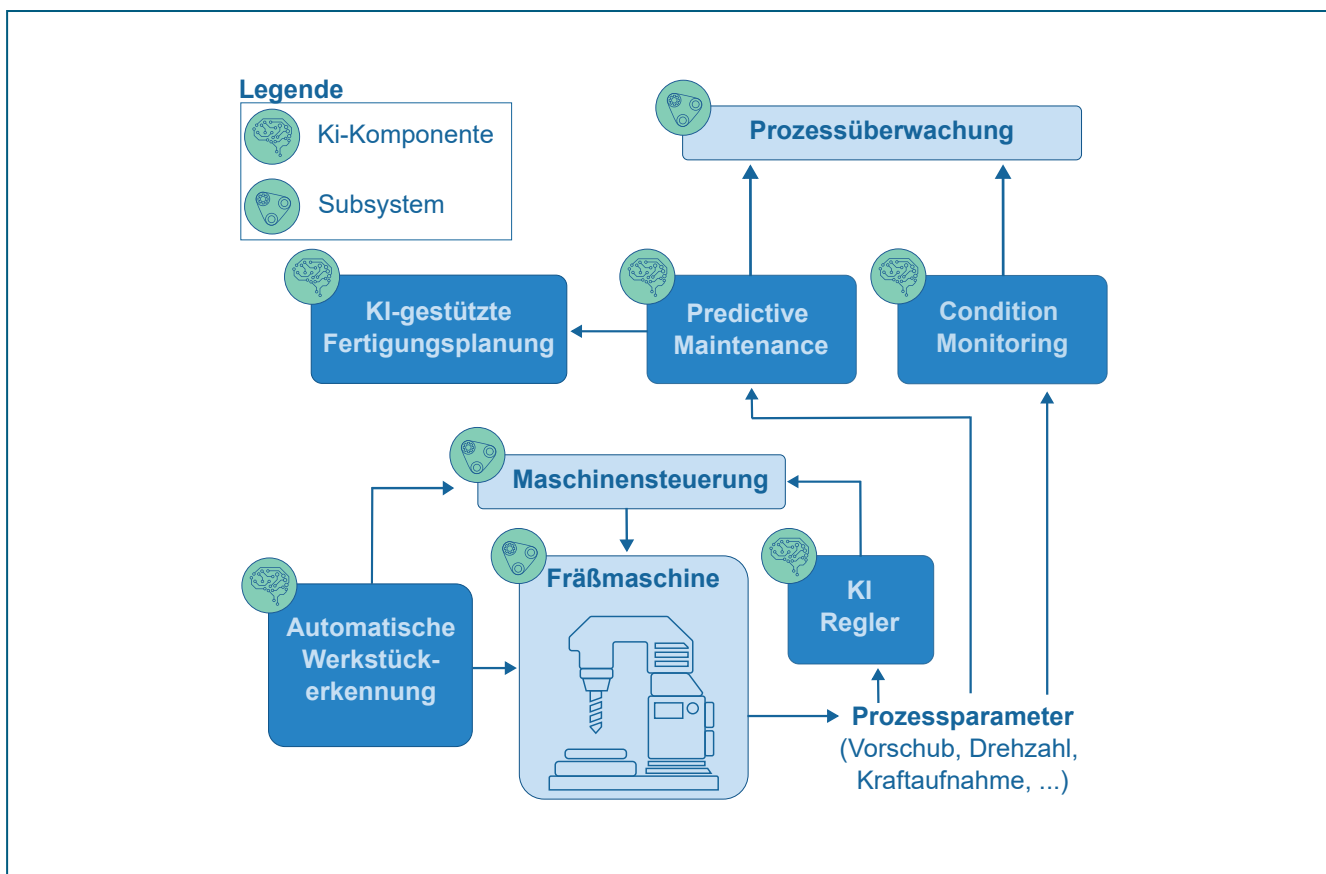 Legende
Ki-Komponente
Subsystem
Prozessüberwachung
KI-gestützte
Fertigungsplanung
Predictive
Maintenance
Condition
Monitoring
Maschinensteuerung
Fräßmaschine
KI
Regler
Automatische
Werkstück-
erkennung
Prozessparameter
(Vorschub, Drehzahl,
Kraftaufnahme, ...)